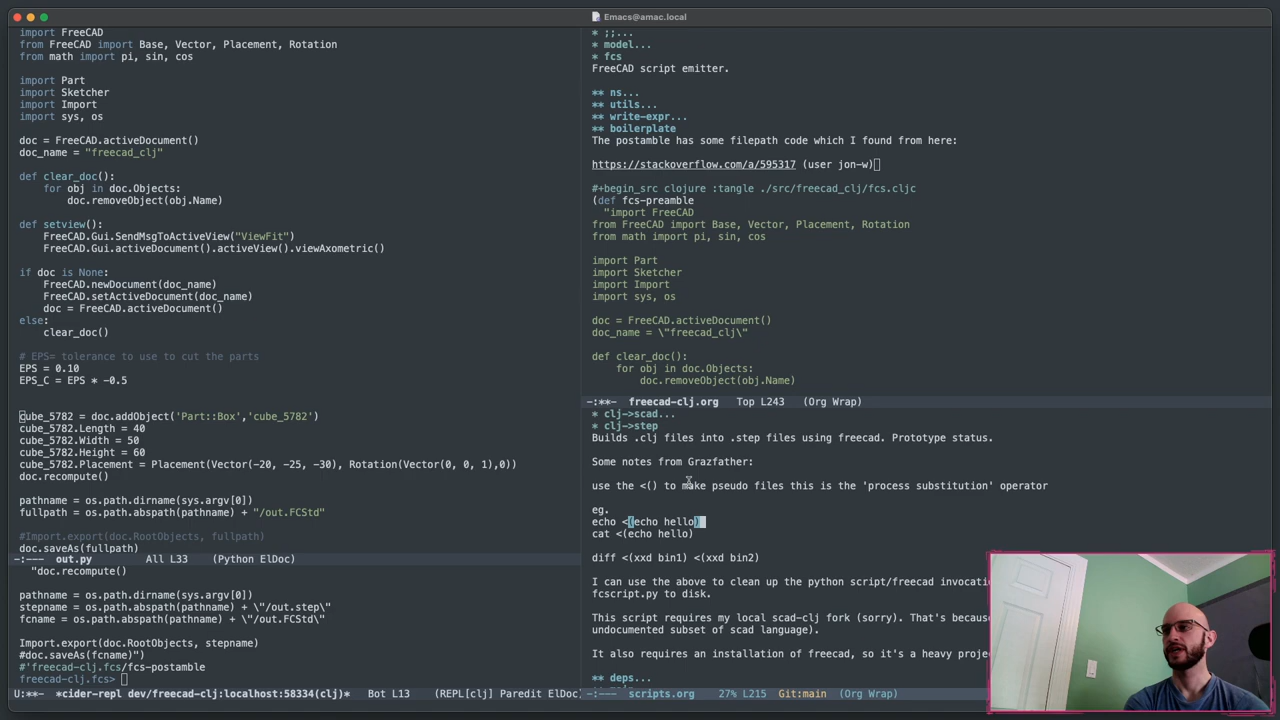 Emacs@amac.local
import FreeCAD
from FreeCAD import Base, Vector, Placement, Rotation
from math import pi, sin, cos
import Part
import Sketcher
import Import
import sys, os
doc = FreeCAD.activeDocument()
doc_name = "freecad_clj"
def clear_doc():
    for obj in doc.Objects:
        doc.removeObject(obj.Name)
def setview():
    FreeCAD.Gui.SendMsgToActiveView("ViewFit")
    FreeCAD.Gui.activeDocument().activeView().viewAxometric()
if doc is None:
    FreeCAD.newDocument(doc_name)
    FreeCAD.setActiveDocument(doc_name)
    doc = FreeCAD.activeDocument()
else:
    clear_doc()
# EPS= tolerance to use to cut the parts
EPS = 0.10
EPS_C = EPS * -0.5
cube_5782 = doc.addObject('Part::Box','cube_5782')
cube_5782.Length = 40
cube_5782.Width = 50
cube_5782.Height = 60
cube_5782.Placement = Placement(Vector(-20, -25, -30), Rotation(Vector(0, 0, 1),0))
doc.recompute()
pathname = os.path.dirname(sys.argv[0])
fullpath = os.path.abspath(pathname) + "/out.FCStd"
#Import.export(doc.RootObjects, fullpath)
doc.saveAs(fullpath)
-:--- out.py All L33 (Python ElDoc)
"doc.recompute()
pathname = os.path.dirname(sys.argv[0])
stepname = os.path.abspath(pathname) + \"/out.step\"
fcname = os.path.abspath(pathname) + \"/out.FCStd\"
Import.export(doc.RootObjects, stepname)
#doc.saveAs(fcname)")
#'freecad-clj.fcs/fcs-postamble
freecad-clj.fcs>
U:**- *cider-repl dev/freecad-clj:localhost:58334(clj)* Bot L13 (REPL[clj] Paredit ElDoc
* ;;...
* model...
* fcs
FreeCAD script emitter.
** ns...
** utils...
** write-expr...
** boilerplate
The postamble has some filepath code which I found from here:
https://stackoverflow.com/a/595317 (user jon-w)
#+begin_src clojure :tangle ./src/freecad_clj/fcs.cljc
(def fcs-preamble
  "import FreeCAD
from FreeCAD import Base, Vector, Placement, Rotation
from math import pi, sin, cos
import Part
import Sketcher
import Import
import sys, os
doc = FreeCAD.activeDocument()
doc_name = \"freecad_clj\"
def clear_doc():
    for obj in doc.Objects:
        doc.removeObject(obj.Name)
-:**- freecad-clj.org Top L243 (Org Wrap)
* clj->scad...
* clj->step
Builds .clj files into .step files using freecad. Prototype status.
Some notes from Grazfather:
use the <() to make pseudo files this is the 'process substitution' operator
eg.
echo <(echo hello)
cat <(echo hello)
diff <(xxd bin1) <(xxd bin2)
I can use the above to clean up the python script/freecad invocati
fcscript.py to disk.
This script requires my local scad-clj fork (sorry). That's becaus
undocumented subset of scad language).
It also requires an installation of freecad, so it's a heavy proje
** deps...
-:--- scripts.org 27% L215 Git:main (Org Wrap)